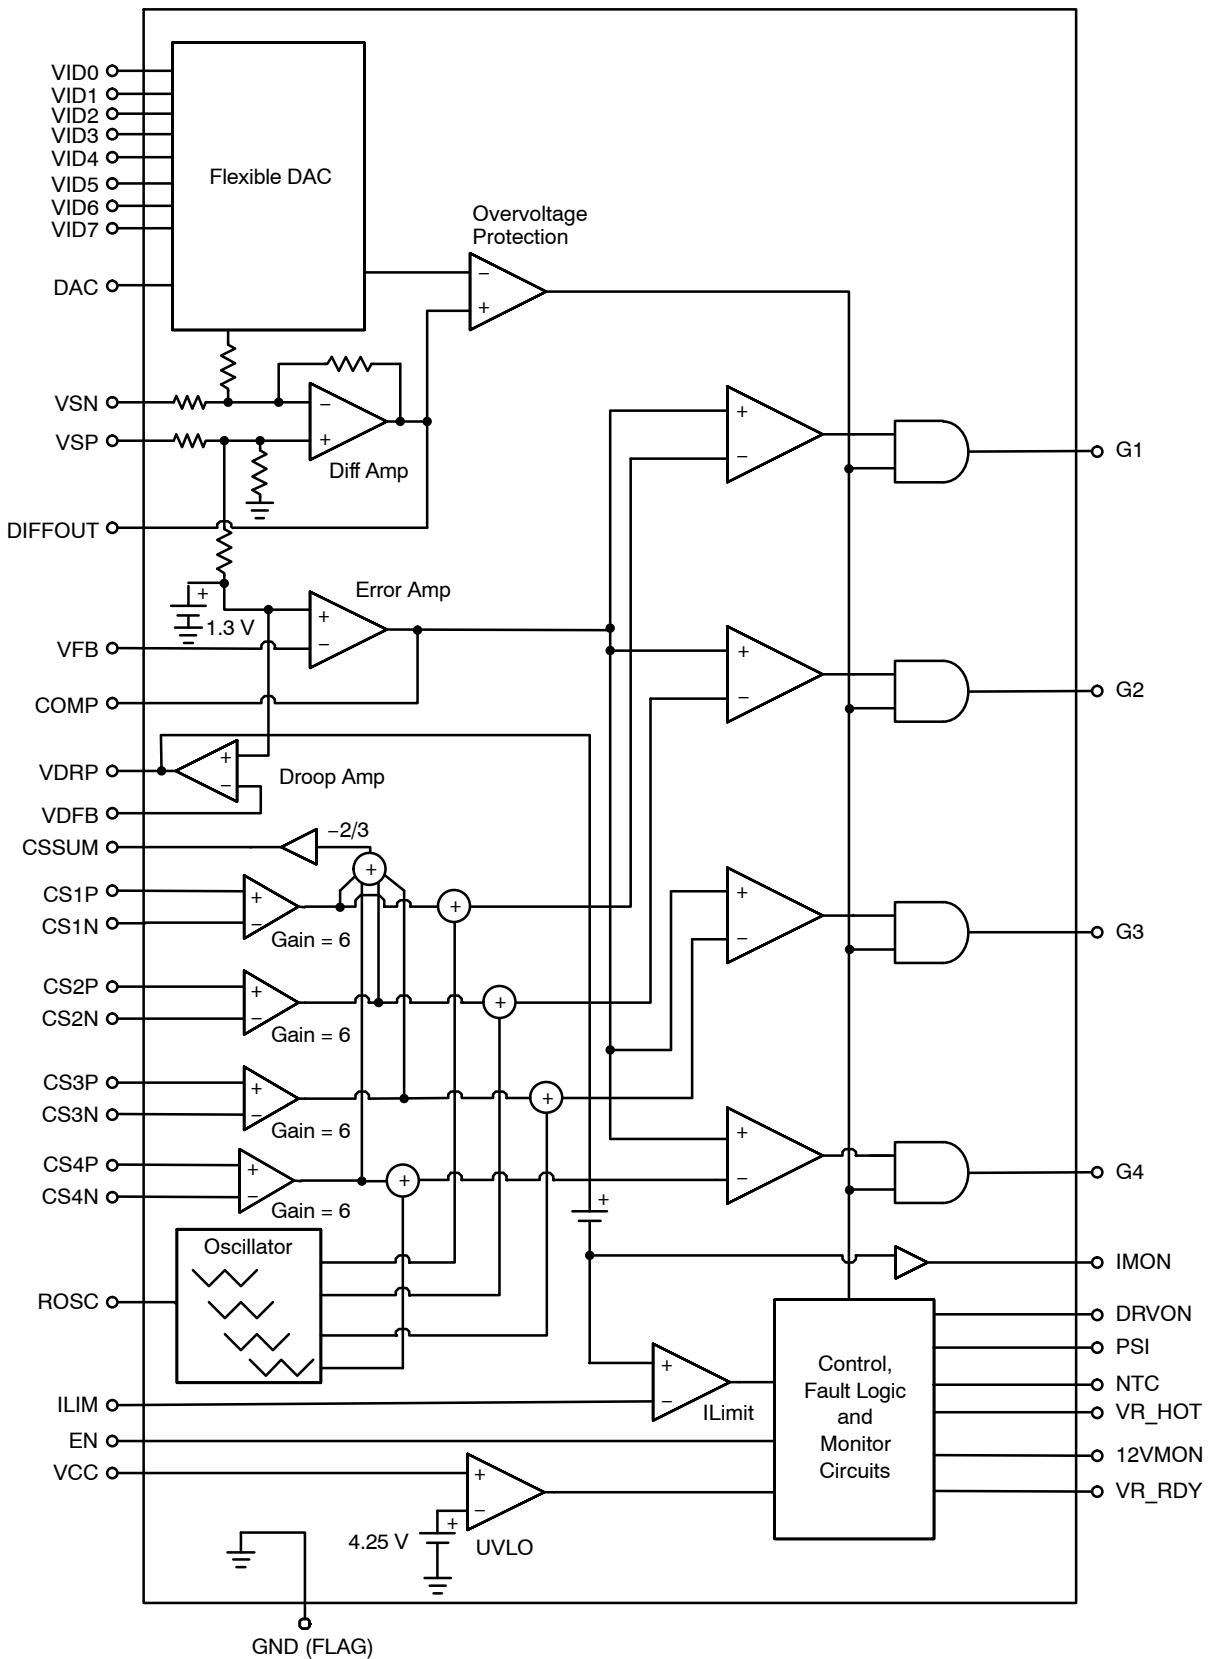 VID0
VID1
VID2
VID3
VID4
VID5
VID6
VID7
DAC
Flexible DAC
Overvoltage
Protection
−
+
VSN
VSP
−
+
Diff Amp
DIFFOUT
+
1.3 V
Error Amp
+
−
VFB
COMP
VDRP
VDFB
+
−
Droop Amp
CSSUM
−2/3
+
CS1P
CS1N
+
−
Gain = 6
+
CS2P
CS2N
+
−
Gain = 6
+
CS3P
CS3N
+
−
Gain = 6
+
CS4P
CS4N
+
−
Gain = 6
+
+
−
G1
+
−
G2
+
−
G3
+
−
G4
+
Oscillator
ROSC
IMON
ILIM
EN
VCC
+
−
ILimit
+
−
+
4.25 V
UVLO
Control,
Fault Logic
and
Monitor
Circuits
DRVON
PSI
NTC
VR_HOT
12VMON
VR_RDY
GND (FLAG)